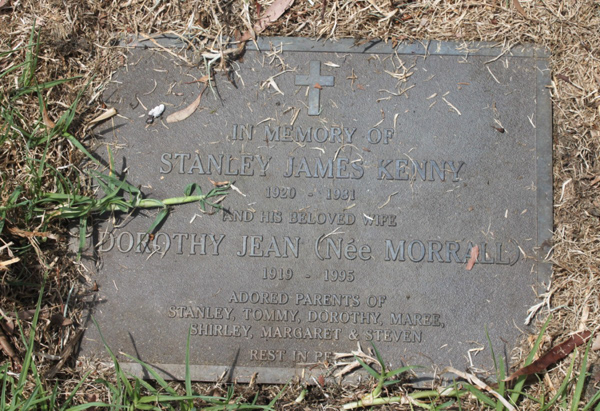 IN MEMORY OF
STANLEY JAMES KENNY
1920 - 1981
AND HIS BELOVED WIFE
DOROTHY JEAN (Née MORRALL)
1919 - 1995
ADORED PARENTS OF
STANLEY, TOMMY, DOROTHY, MAREE,
SHIRLEY, MARGARET & STEVEN
REST IN PE